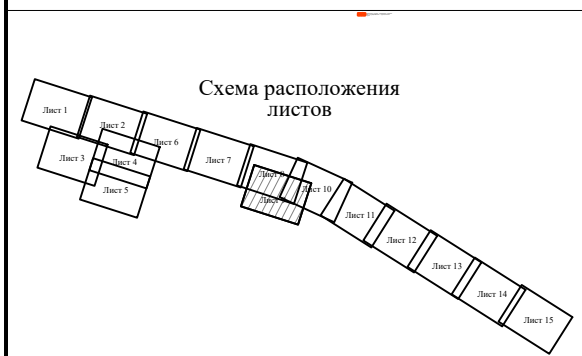 Схема расположения
листов
Лист 1
Лист 2
Лист 6
Лист 3
Лист 4
Лист 7
Лист 5
Лист 8
Лист 10
Лист 9
Лист 11
Лист 12
Лист 13
Лист 14
Лист 15